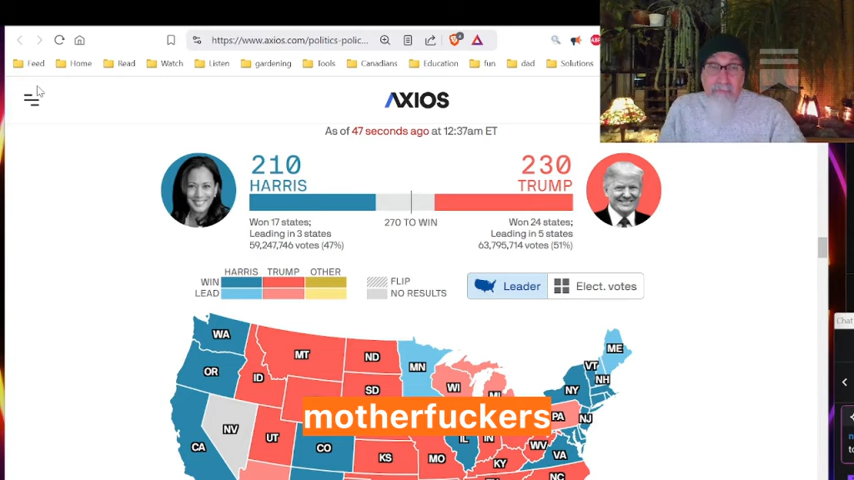 https://www.axios.com/politics-polic...
Feed Home Read Watch Listen gardening Tools Canadians Education fun dad Solutions
AXIOS
As of 47 seconds ago at 12:37am ET
210
HARRIS
230
TRUMP
Won 17 states;
Leading in 3 states
59,247,746 votes (47%)
270 TO WIN
Won 24 states;
Leading in 5 states
63,795,714 votes (51%)
HARRIS TRUMP OTHER
WIN
LEAD
FLIP
NO RESULTS
Leader
Elect. votes
WA
MT
ND
MN
ME
OR
ID
SD
WI
MI
VT
NH
NY
motherfuckers
PA
NJ
NV
UT
CO
KS
MO
IL
IN
WV
VA
CA
KY
NC
Chat